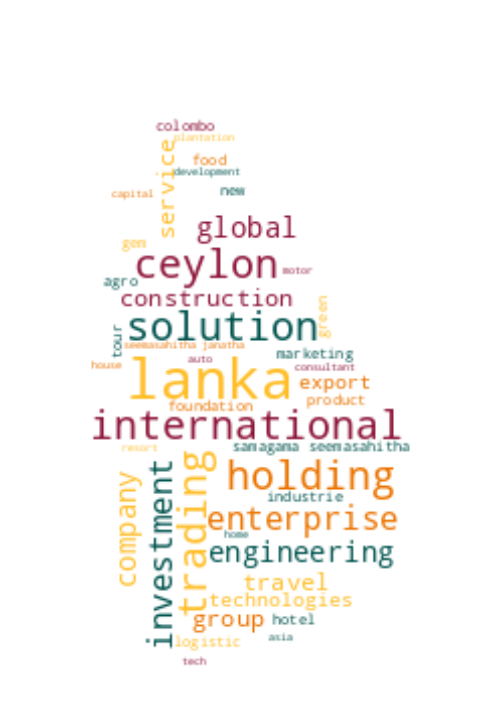 colombo
plantation
service
food
development
capital
new
global
gem
ceylon
motor
agro
construction
green
solution
tour
seemasahitha janatha
marketing
house
auto
consultant
lanka
export
product
foundation
international
resort
samagama seemasahitha
trading
company
investment
holding
industrie
enterprise
home
engineering
travel
technologies
group
hotel
asia
logistic
tech